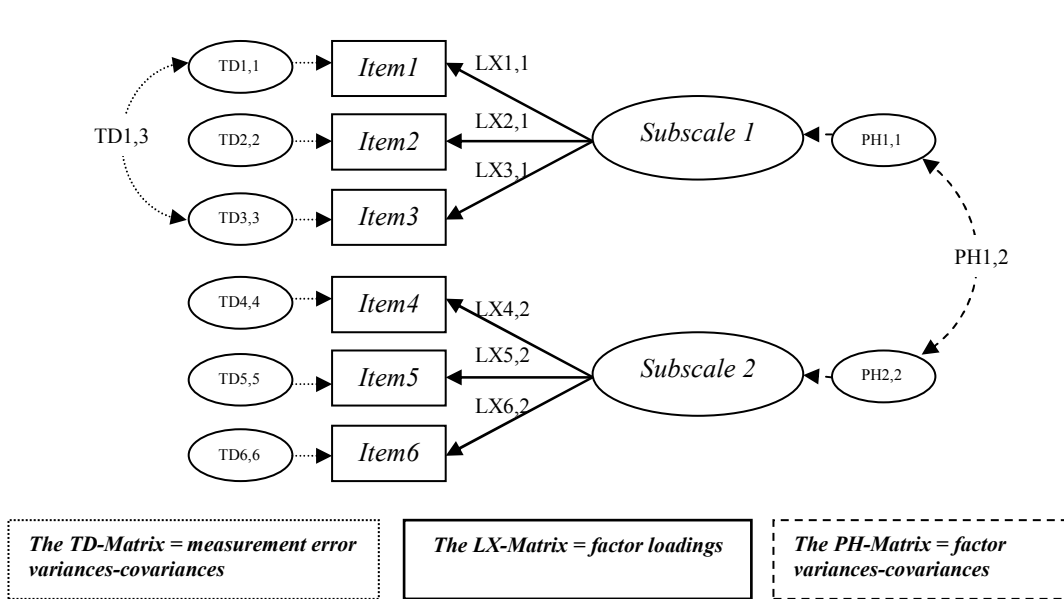 TD1,1
Item1
LX1,1
TD1,3
TD2,2
Item2
LX2,1
Subscale 1
PH1,1
LX3,1
TD3,3
Item3
PH1,2
TD4,4
Item4
LX4,2
TD5,5
Item5
LX5,2
Subscale 2
PH2,2
LX6,2
TD6,6
Item6
The TD-Matrix = measurement error
variances-covariances
The LX-Matrix = factor loadings
The PH-Matrix = factor
variances-covariances